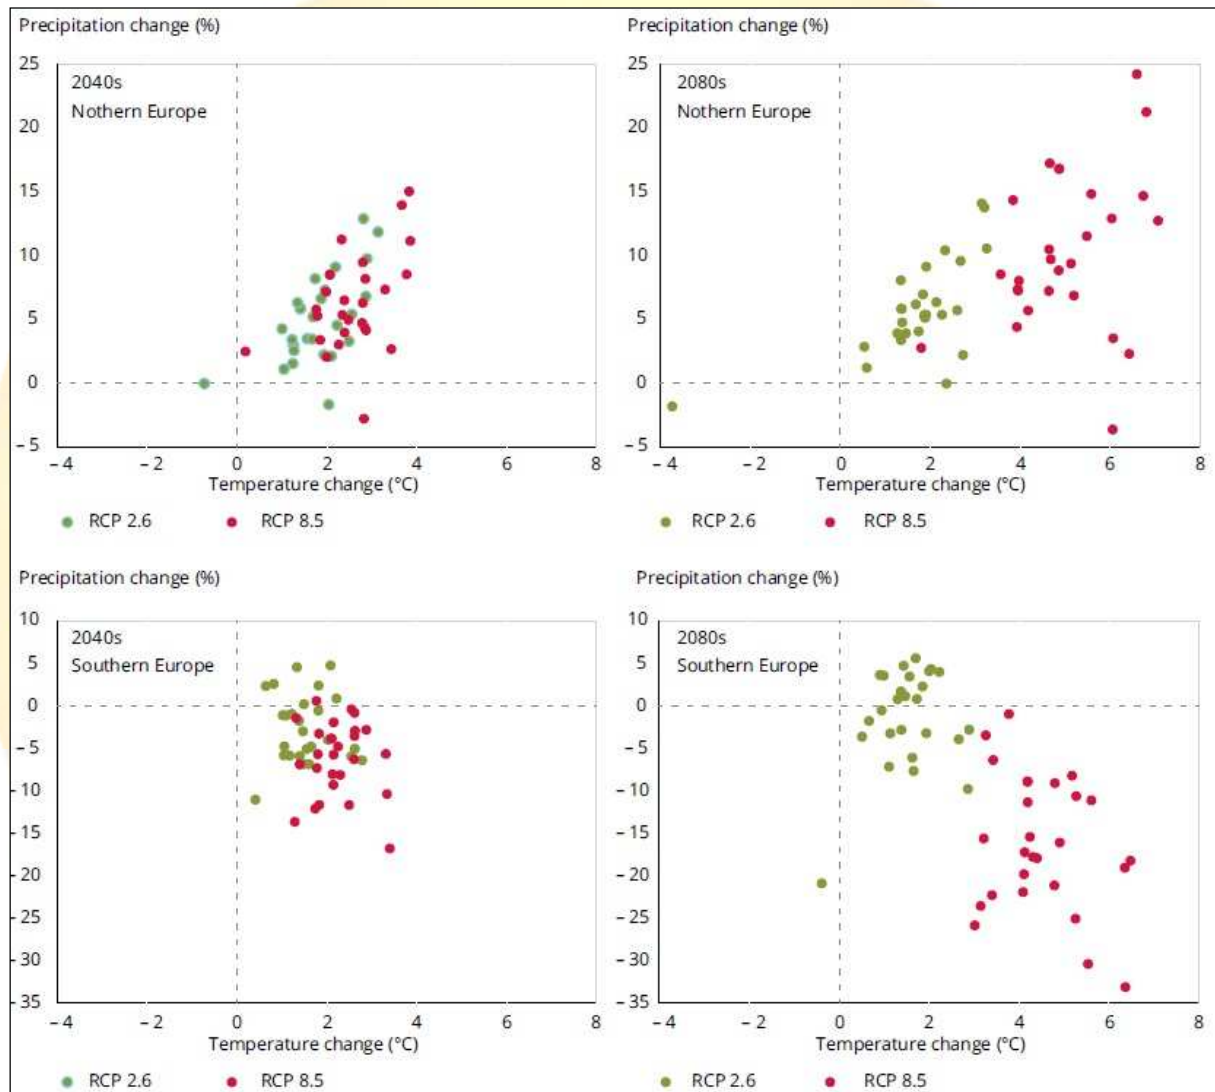 Precipitation change (%)
Precipitation change (%)
25
20
15
10
5
0
– 5
2040s
Nothern Europe
– 4
– 2
0
2
4
6
8
Temperature change (°C)
RCP 2.6
RCP 8.5
25
20
15
10
5
0
– 5
2080s
Nothern Europe
– 4
– 2
0
2
4
6
8
Temperature change (°C)
RCP 2.6
RCP 8.5
Precipitation change (%)
Precipitation change (%)
10
5
0
– 5
– 10
– 15
– 20
– 25
– 30
– 35
2040s
Southern Europe
– 4
– 2
0
2
4
6
8
Temperature change (°C)
RCP 2.6
RCP 8.5
10
5
0
– 5
– 10
– 15
– 20
– 25
– 30
– 35
2080s
Southern Europe
– 4
– 2
0
2
4
6
8
Temperature change (°C)
RCP 2.6
RCP 8.5